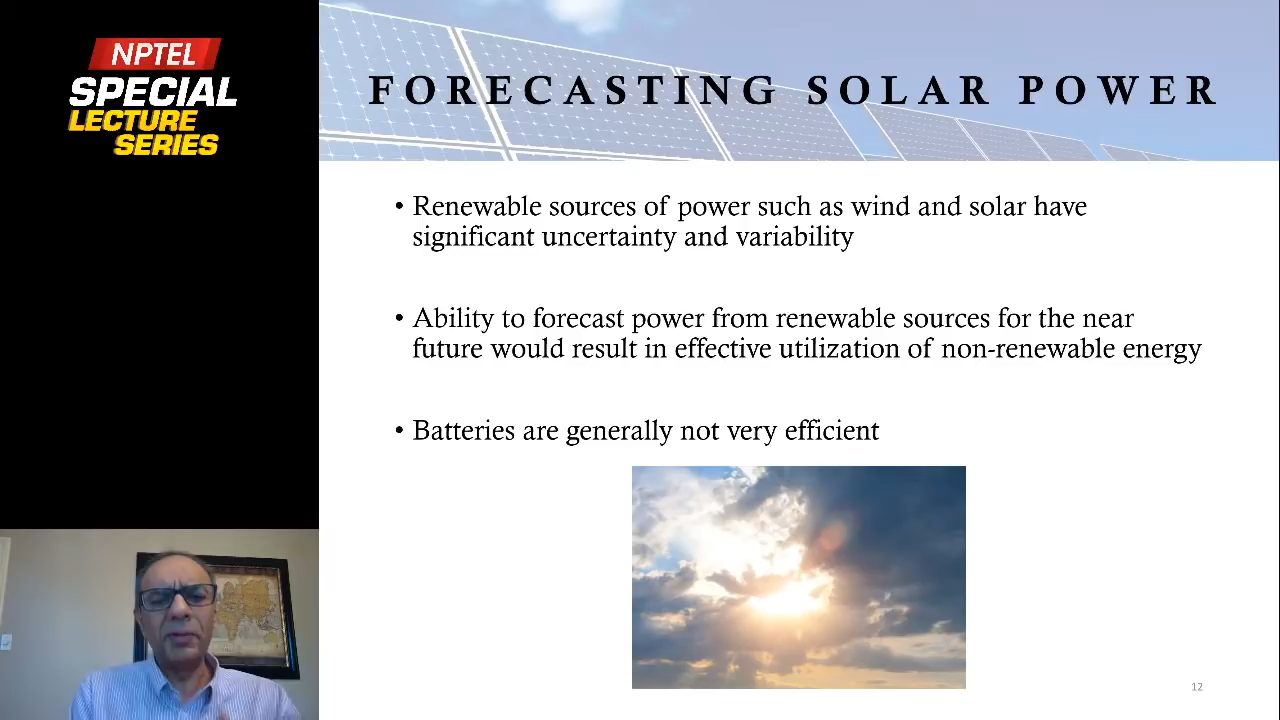 NPTEL
SPECIAL
LECTURE
SERIES
FORECASTING SOLAR POWER
• Renewable sources of power such as wind and solar have
significant uncertainty and variability
• Ability to forecast power from renewable sources for the near
future would result in effective utilization of non-renewable energy
• Batteries are generally not very efficient
12